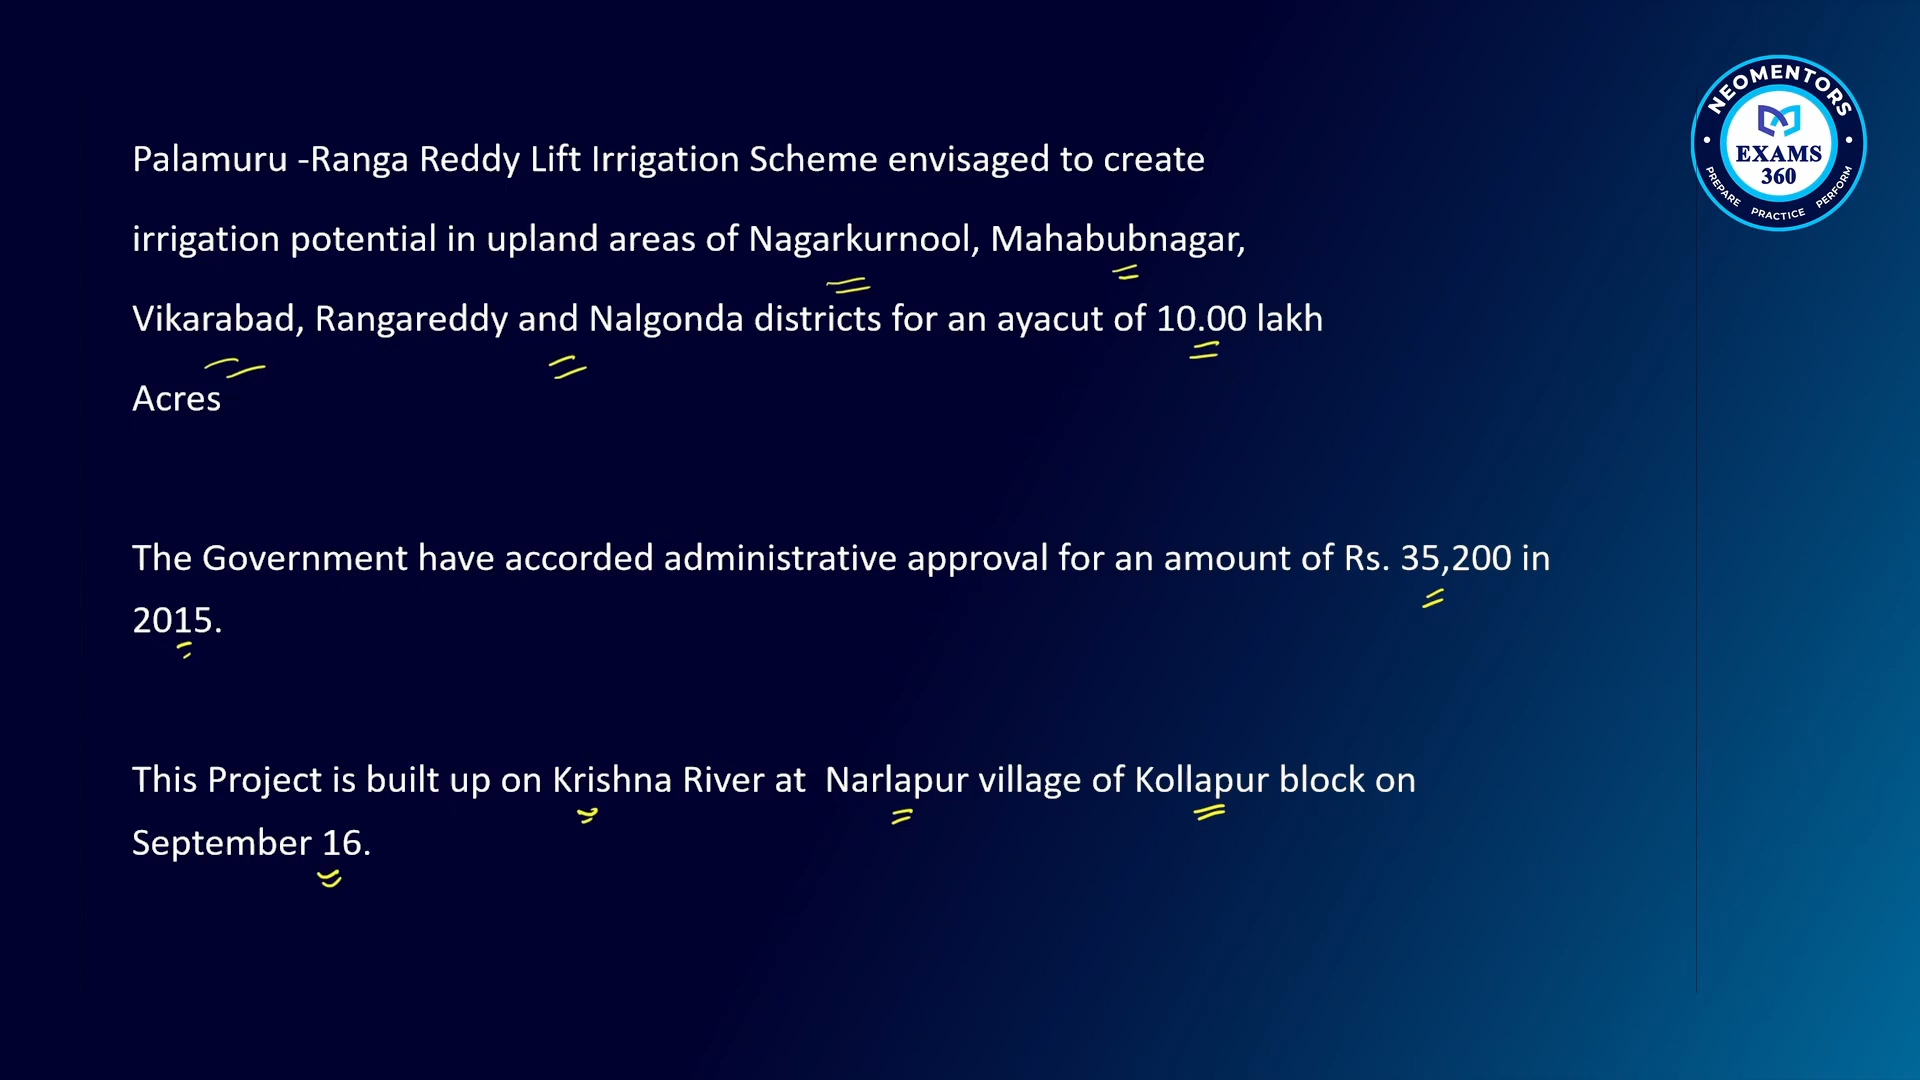 Palamuru -Ranga Reddy Lift Irrigation Scheme envisaged to create
irrigation potential in upland areas of Nagarkurnool, Mahabubnagar,
Vikarabad, Rangareddy and Nalgonda districts for an ayacut of 10.00 lakh
Acres
The Government have accorded administrative approval for an amount of Rs. 35,200 in
2015.
This Project is built up on Krishna River at  Narlapur village of Kollapur block on
September 16.
NEOMENTORS
EXAMS
360
PREPARE PRACTICE PERFORM